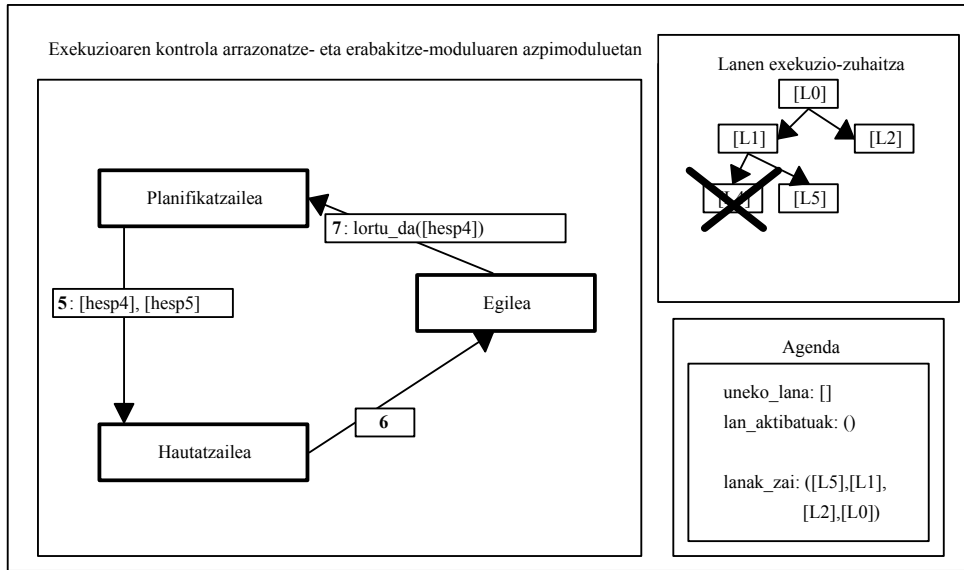 Exekuzioaren kontrola arrazonatze- eta erabakitze-moduluaren azpimoduluetan
Planifikatzailea
7: lortu_da([hesp4])
5: [hesp4], [hesp5]
Egilea
6
Hautatzailea
Lanen exekuzio-zuhaitza
[L0]
[L1]
[L2]
[L4]
[L5]
Agenda
uneko_lana: []
lan_aktibatuak: ()
lanak_zai: ([L5],[L1],
[L2],[L0])